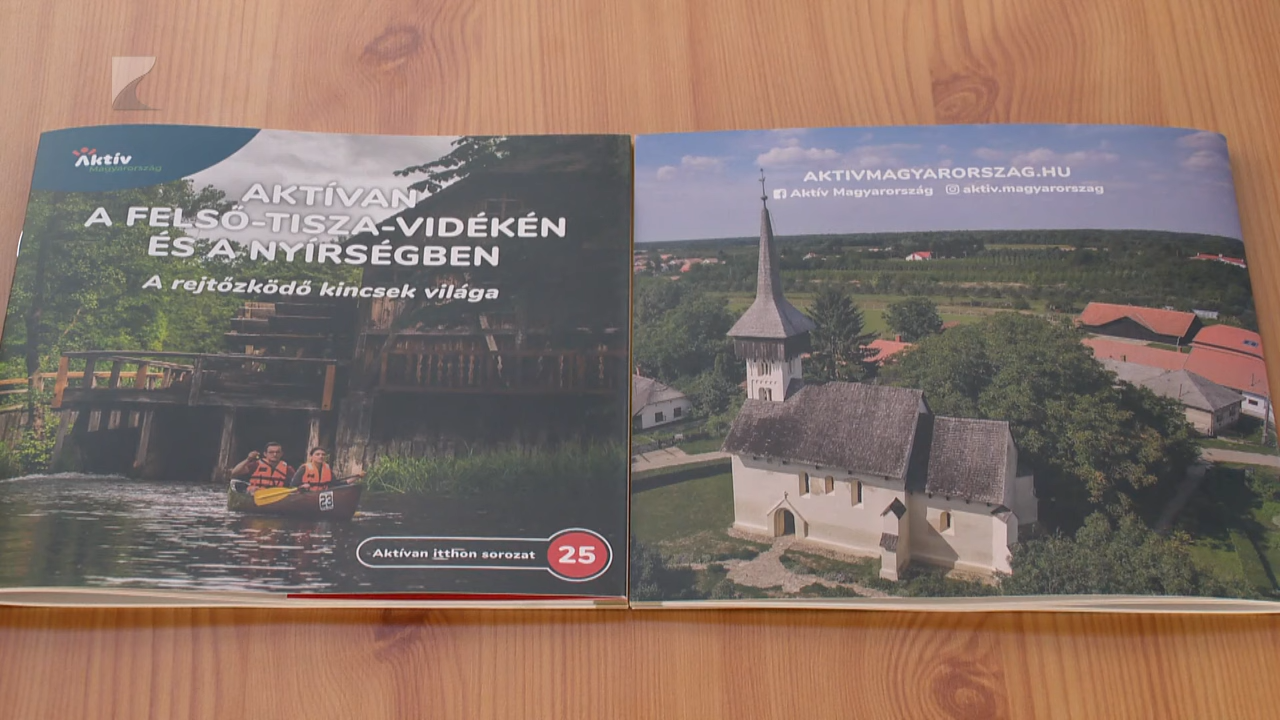 Aktív
Magyarország
AKTÍVAN
A FELSŐ-TISZA-VIDÉKÉN
ÉS A NYÍRSÉGBEN
A rejtőzködő kincsek világa
23
Aktívan itthon sorozat 25
AKTIVMAGYARORSZAG.HU
Aktív Magyarország aktiv.magyarorszag